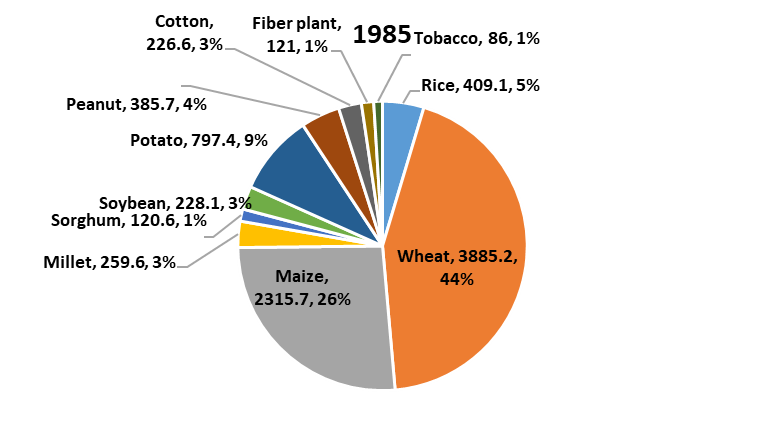 1985
Cotton,
226.6, 3%
Fiber plant,
121, 1%
Tobacco, 86, 1%
Rice, 409.1, 5%
Peanut, 385.7, 4%
Potato, 797.4, 9%
Soybean, 228.1, 3%
Sorghum, 120.6, 1%
Millet, 259.6, 3%
Wheat, 3885.2,
44%
Maize,
2315.7, 26%